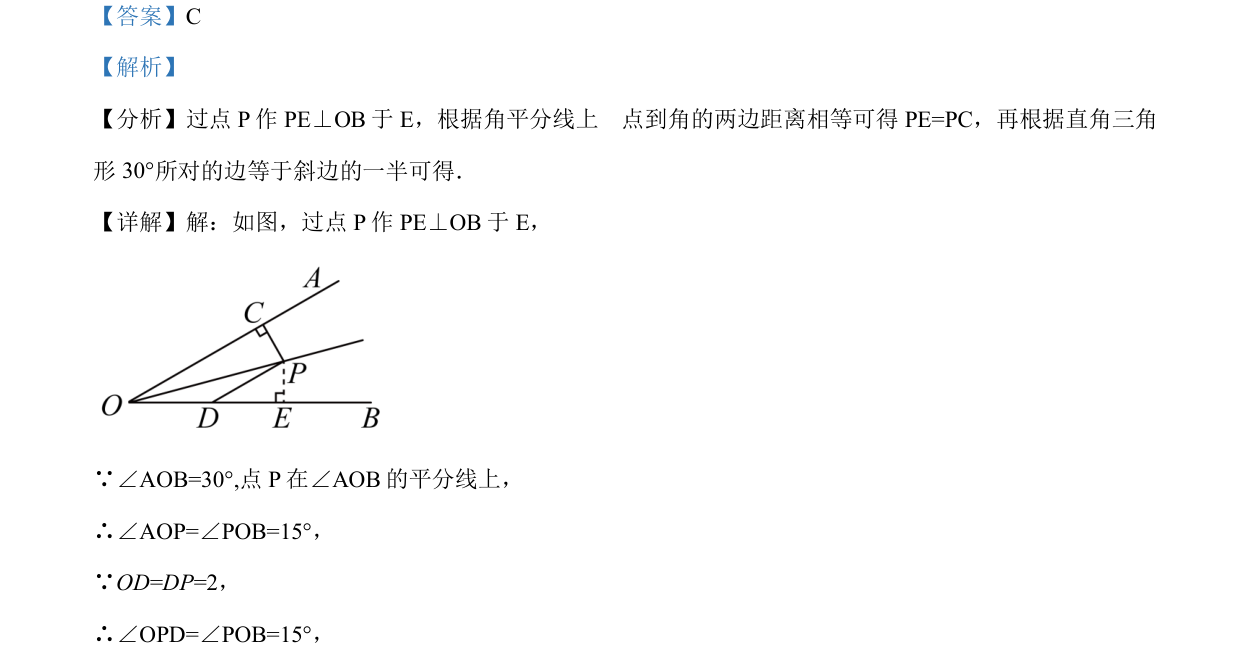 【答案】C
【解析】
【分析】过点 P 作 PE⊥OB 于 E，根据角平分线上 点到角的两边距离相等可得 PE=PC，再根据直角三角
形 30°所对的边等于斜边的一半可得．
【详解】解：如图，过点 P 作 PE⊥OB 于 E，
A
C
P
O
D E B
∵∠AOB=30°,点 P 在∠AOB 的平分线上，
∴∠AOP=∠POB=15°，
∵OD=DP=2，
∴∠OPD=∠POB=15°，